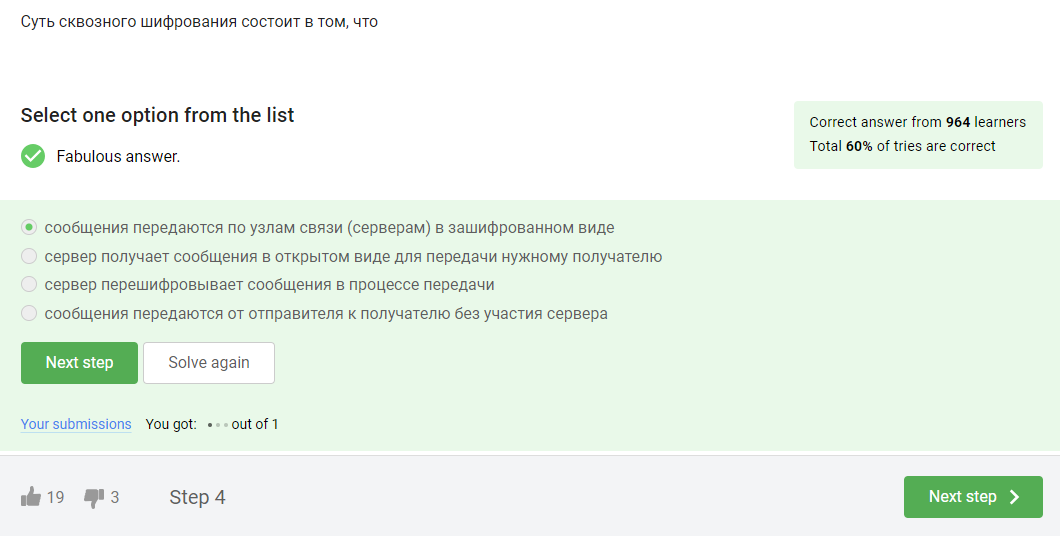 Суть сквозного шифрования состоит в том, что
Select one option from the list
Fabulous answer.
Correct answer from 964 learners
Total 60% of tries are correct
сообщения передаются по узлам связи (серверам) в зашифрованном виде
сервер получает сообщения в открытом виде для передачи нужному получателю
сервер перешифровывает сообщения в процессе передачи
сообщения передаются от отправителя к получателю без участия сервера
Next step
Solve again
Your submissions You got: out of 1
19 3 Step 4
Next step